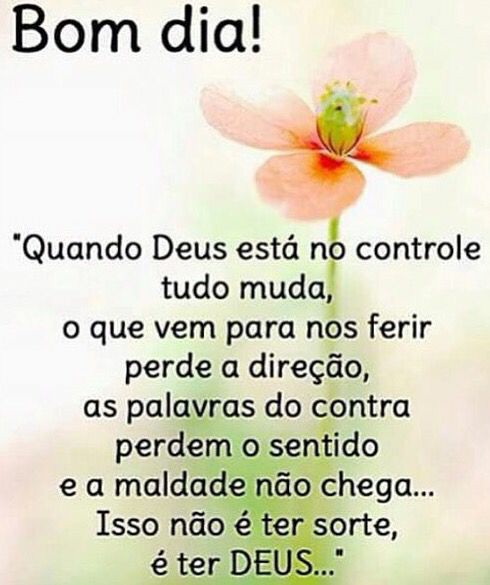 Bom dia!
"Quando Deus está no controle
tudo muda,
o que vem para nos ferir
perde a direção,
as palavras do contra
perdem o sentido
e a maldade não chega...
Isso não é ter sorte,
é ter DEUS..."